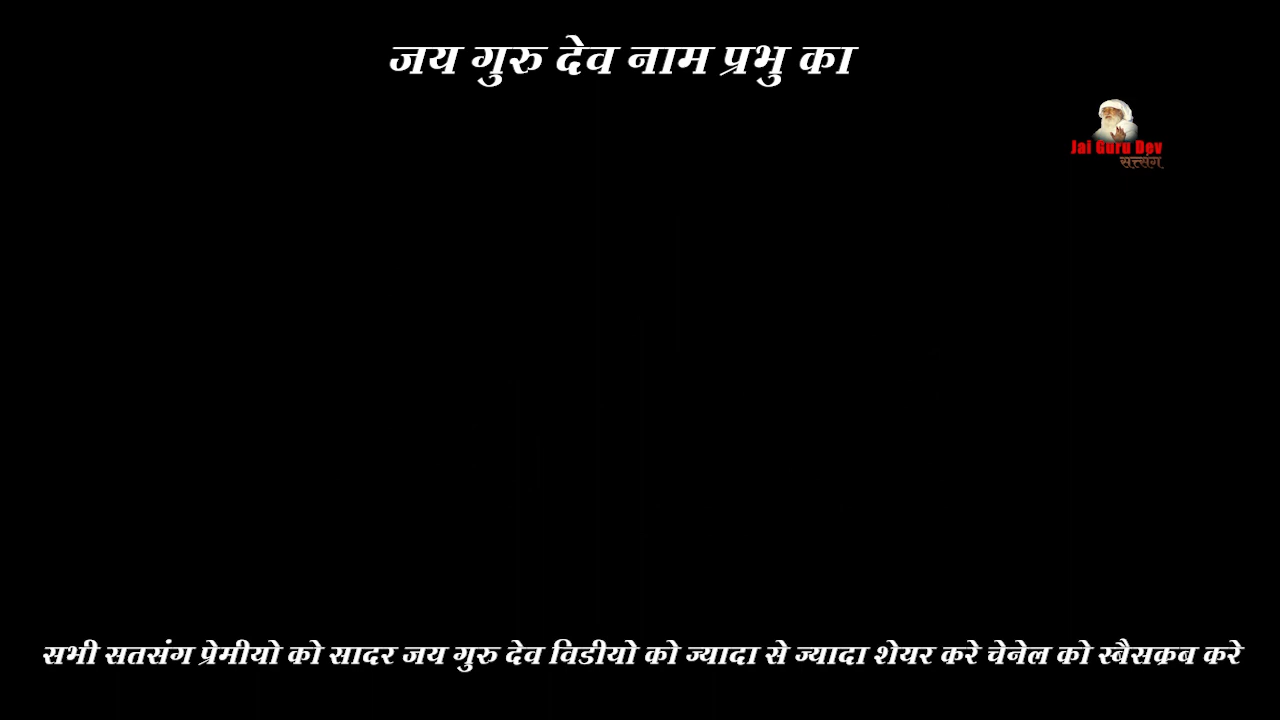 जय गुरु देव नाम प्रभु का
Jai Guru Dev
सत्संग
सभी सतसंग प्रेमीयो को सादर जय गुरु देव विडीयो को ज्यादा से ज्यादा शेयर करे चेनेल को स्बैसक्रब करे